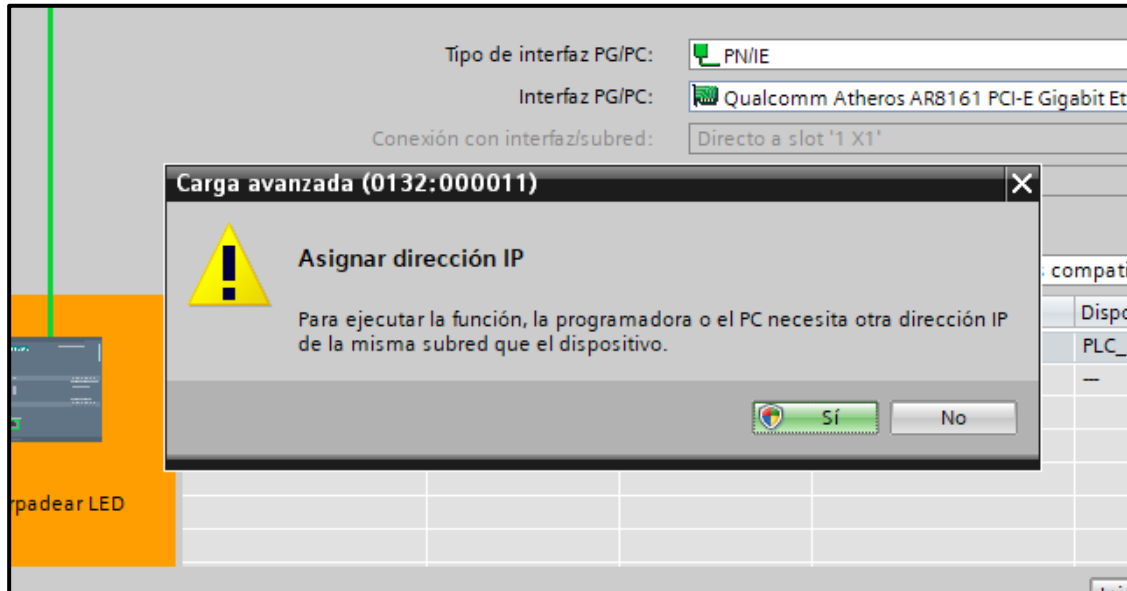 Tipo de interfaz PG/PC:
PN/IE
Interfaz PG/PC:
Qualcomm Atheros AR8161 PCI-E Gigabit Et
Conexión con interfaz/subred:
Directo a slot '1 X1'
Carga avanzada (0132:000011)
Asignar dirección IP
Para ejecutar la función, la programadora o el PC necesita otra dirección IP
de la misma subred que el dispositivo.
Sí
No
compati
Dispo
PLC_
---
rpadear LED